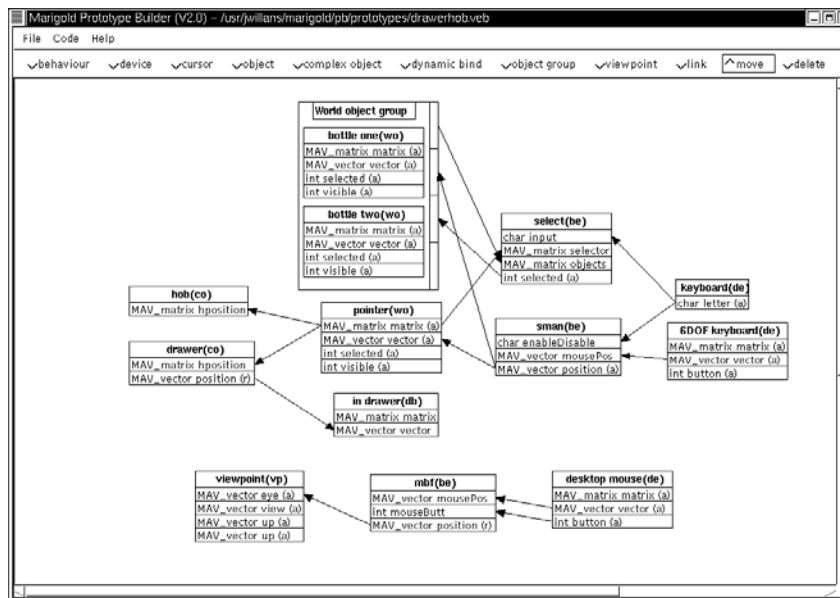 Marigold Prototype Builder (V2.0) – /usr/jwillans/marigold/pb/prototypes/drawerhob.veb
File Code Help
behaviour device cursor object complex object dynamic bind object group viewpoint link move delete
World object group
bottle one(wo)
MAV_matrix matrix (a)
MAV_vector vector (a)
int selected (a)
int visible (a)
bottle two(wo)
MAV_matrix matrix (a)
MAV_vector vector (a)
int selected (a)
int visible (a)
select(be)
char input
MAV_matrix selector
MAV_matrix objects
int selected (a)
keyboard(de)
char letter (a)
hob(co)
MAV_matrix hposition
pointer(wo)
MAV_matrix matrix (a)
MAV_vector vector (a)
int selected (a)
int visible (a)
sman(be)
char enableDisable
MAV_vector mousePos
MAV_vector position (a)
6DOF keyboard(de)
MAV_matrix matrix (a)
MAV_vector vector (a)
int button (a)
drawer(co)
MAV_matrix hposition
MAV_vector position (r)
in drawer(db)
MAV_matrix matrix
MAV_vector vector
viewpoint(vp)
MAV_vector eye (a)
MAV_vector view (a)
MAV_vector up (a)
MAV_vector up (a)
mbf(be)
MAV_vector mousePos
int mouseButt
MAV_vector position (r)
desktop mouse(de)
MAV_matrix matrix (a)
MAV_vector vector (a)
int button (a)